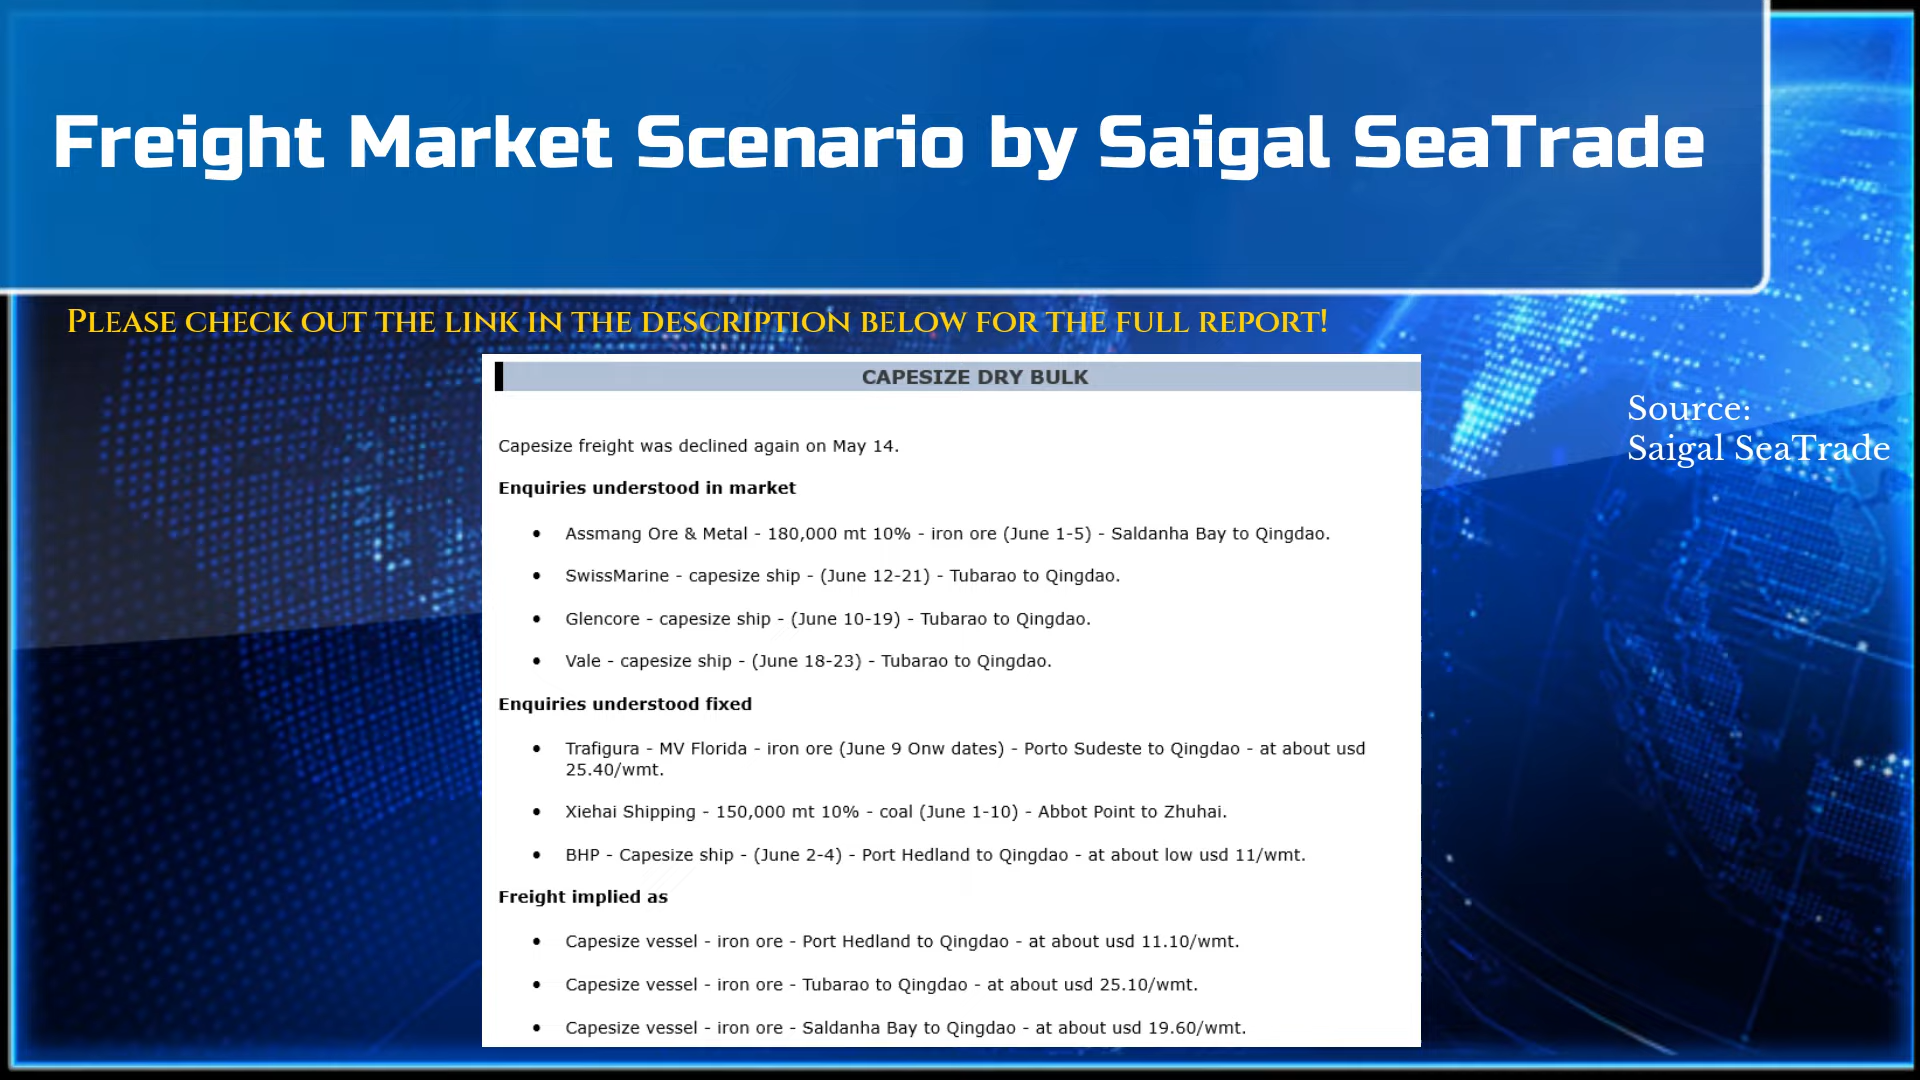 Freight Market Scenario by Saigal SeaTrade
Please check out the link in the description below for the full report!
CAPESIZE DRY BULK
Source:
Saigal SeaTrade
Capesize freight was declined again on May 14.
Enquiries understood in market
• Assmang Ore & Metal - 180,000 mt 10% - iron ore (June 1-5) - Saldanha Bay to Qingdao.
• SwissMarine - capesize ship - (June 12-21) - Tubarao to Qingdao.
• Glencore - capesize ship - (June 10-19) - Tubarao to Qingdao.
• Vale - capesize ship - (June 18-23) - Tubarao to Qingdao.
Enquiries understood fixed
• Trafigura - MV Florida - iron ore (June 9 Onw dates) - Porto Sudeste to Qingdao - at about usd
25.40/wmt.
• Xiehai Shipping - 150,000 mt 10% - coal (June 1-10) - Abbot Point to Zhuhai.
• BHP - Capesize ship - (June 2-4) - Port Hedland to Qingdao - at about low usd 11/wmt.
Freight implied as
• Capesize vessel - iron ore - Port Hedland to Qingdao - at about usd 11.10/wmt.
• Capesize vessel - iron ore - Tubarao to Qingdao - at about usd 25.10/wmt.
• Capesize vessel - iron ore - Saldanha Bay to Qingdao - at about usd 19.60/wmt.